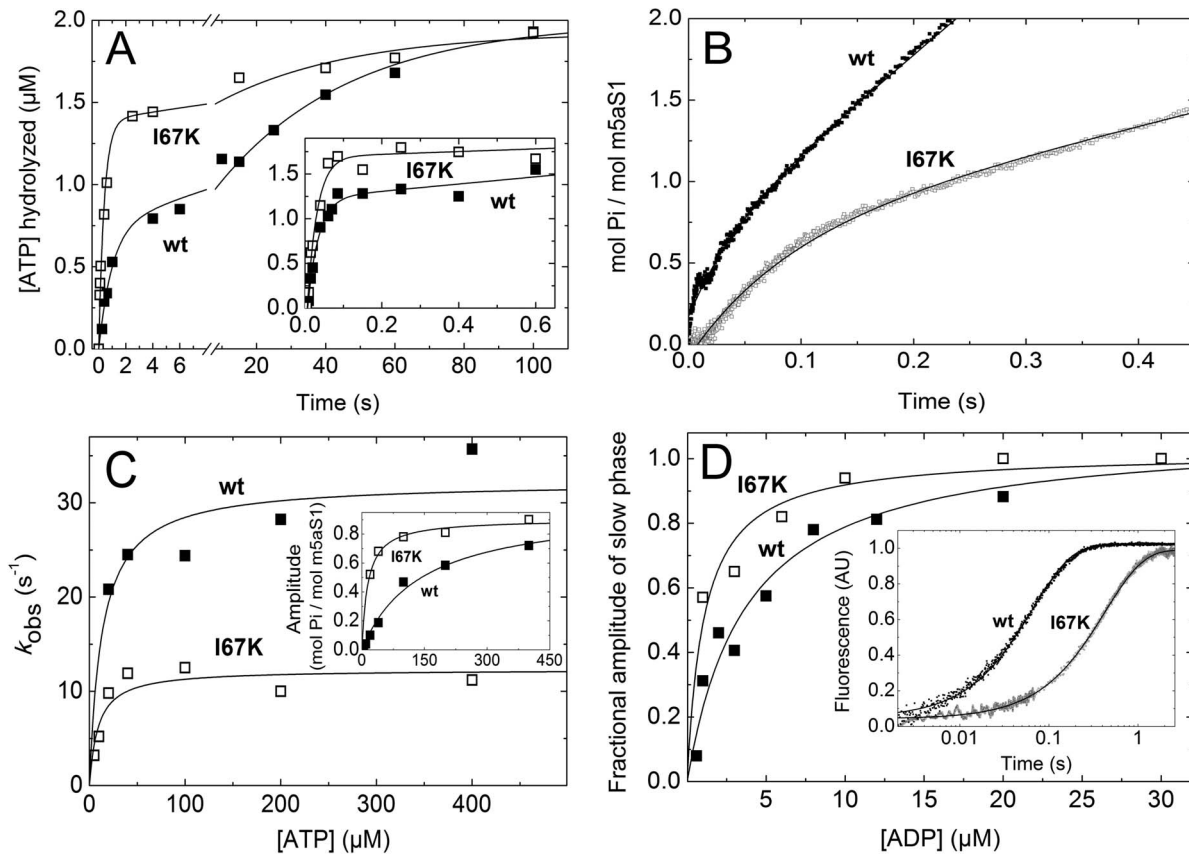 A
[ATP] hydrolyzed (µM)
2.0
1.5
1.0
0.5
0.0
0 2 4 6 20 40 60 80 100
Time (s)
I67K
wt
1.5
1.0
0.5
0.0
0.0 0.2 0.4 0.6
I67K
wt
B
mol Pi / mol m5aS1
2.0
1.5
1.0
0.5
0.0
0.0 0.1 0.2 0.3 0.4
Time (s)
wt
I67K
C
kobs (s-1)
30
20
10
0
0 100 200 300 400
[ATP] (µM)
wt
I67K
Amplitude
(mol Pi / mol m5aS1)
0.8
0.6
0.4
0.2
0.0
0 150 300 450
I67K
wt
D
Fractional amplitude of slow phase
1.0
0.8
0.6
0.4
0.2
0.0
5 10 15 20 25 30
[ADP] (µM)
I67K
wt
Fluorescence (AU)
1.0
0.8
0.6
0.4
0.2
0.0
0.01 0.1 1
Time (s)
wt
I67K